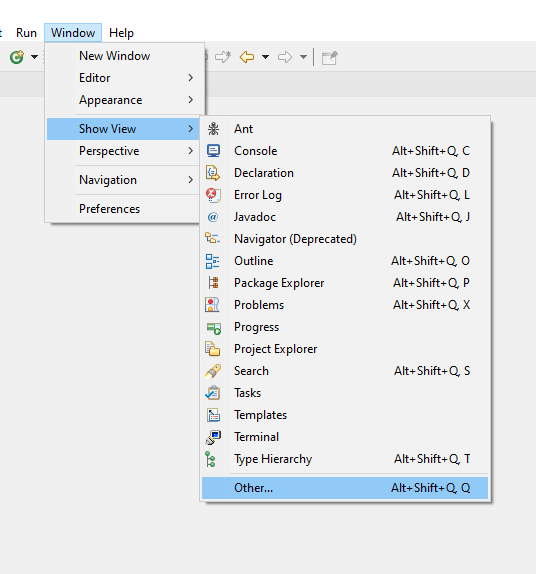 Run Window Help
New Window
Editor
Appearance
Show View
Perspective
Navigation
Preferences
Ant
Console Alt+Shift+Q, C
Declaration Alt+Shift+Q, D
Error Log Alt+Shift+Q, L
Javadoc Alt+Shift+Q, J
Navigator (Deprecated)
Outline Alt+Shift+Q, O
Package Explorer Alt+Shift+Q, P
Problems Alt+Shift+Q, X
Progress
Project Explorer
Search Alt+Shift+Q, S
Tasks
Templates
Terminal
Type Hierarchy Alt+Shift+Q, T
Other... Alt+Shift+Q, Q